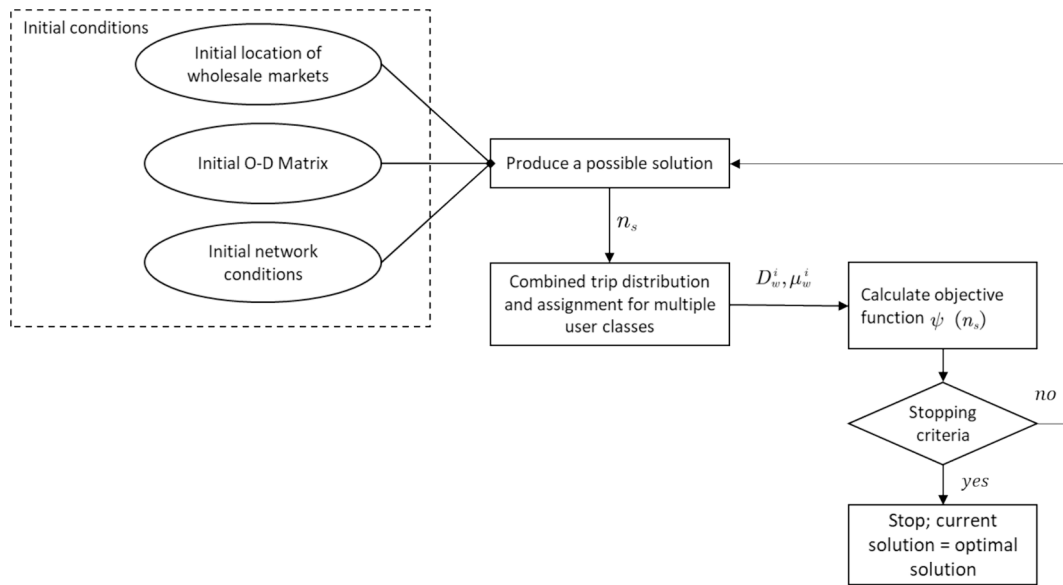 Initial conditions
Initial location of
wholesale markets
Initial O-D Matrix
Initial network
conditions
Produce a possible solution
n_s
Combined trip distribution
and assignment for multiple
user classes
D_w^i, μ_w^i
Calculate objective
function ψ (n_s)
Stopping
criteria
no
yes
Stop; current
solution = optimal
solution